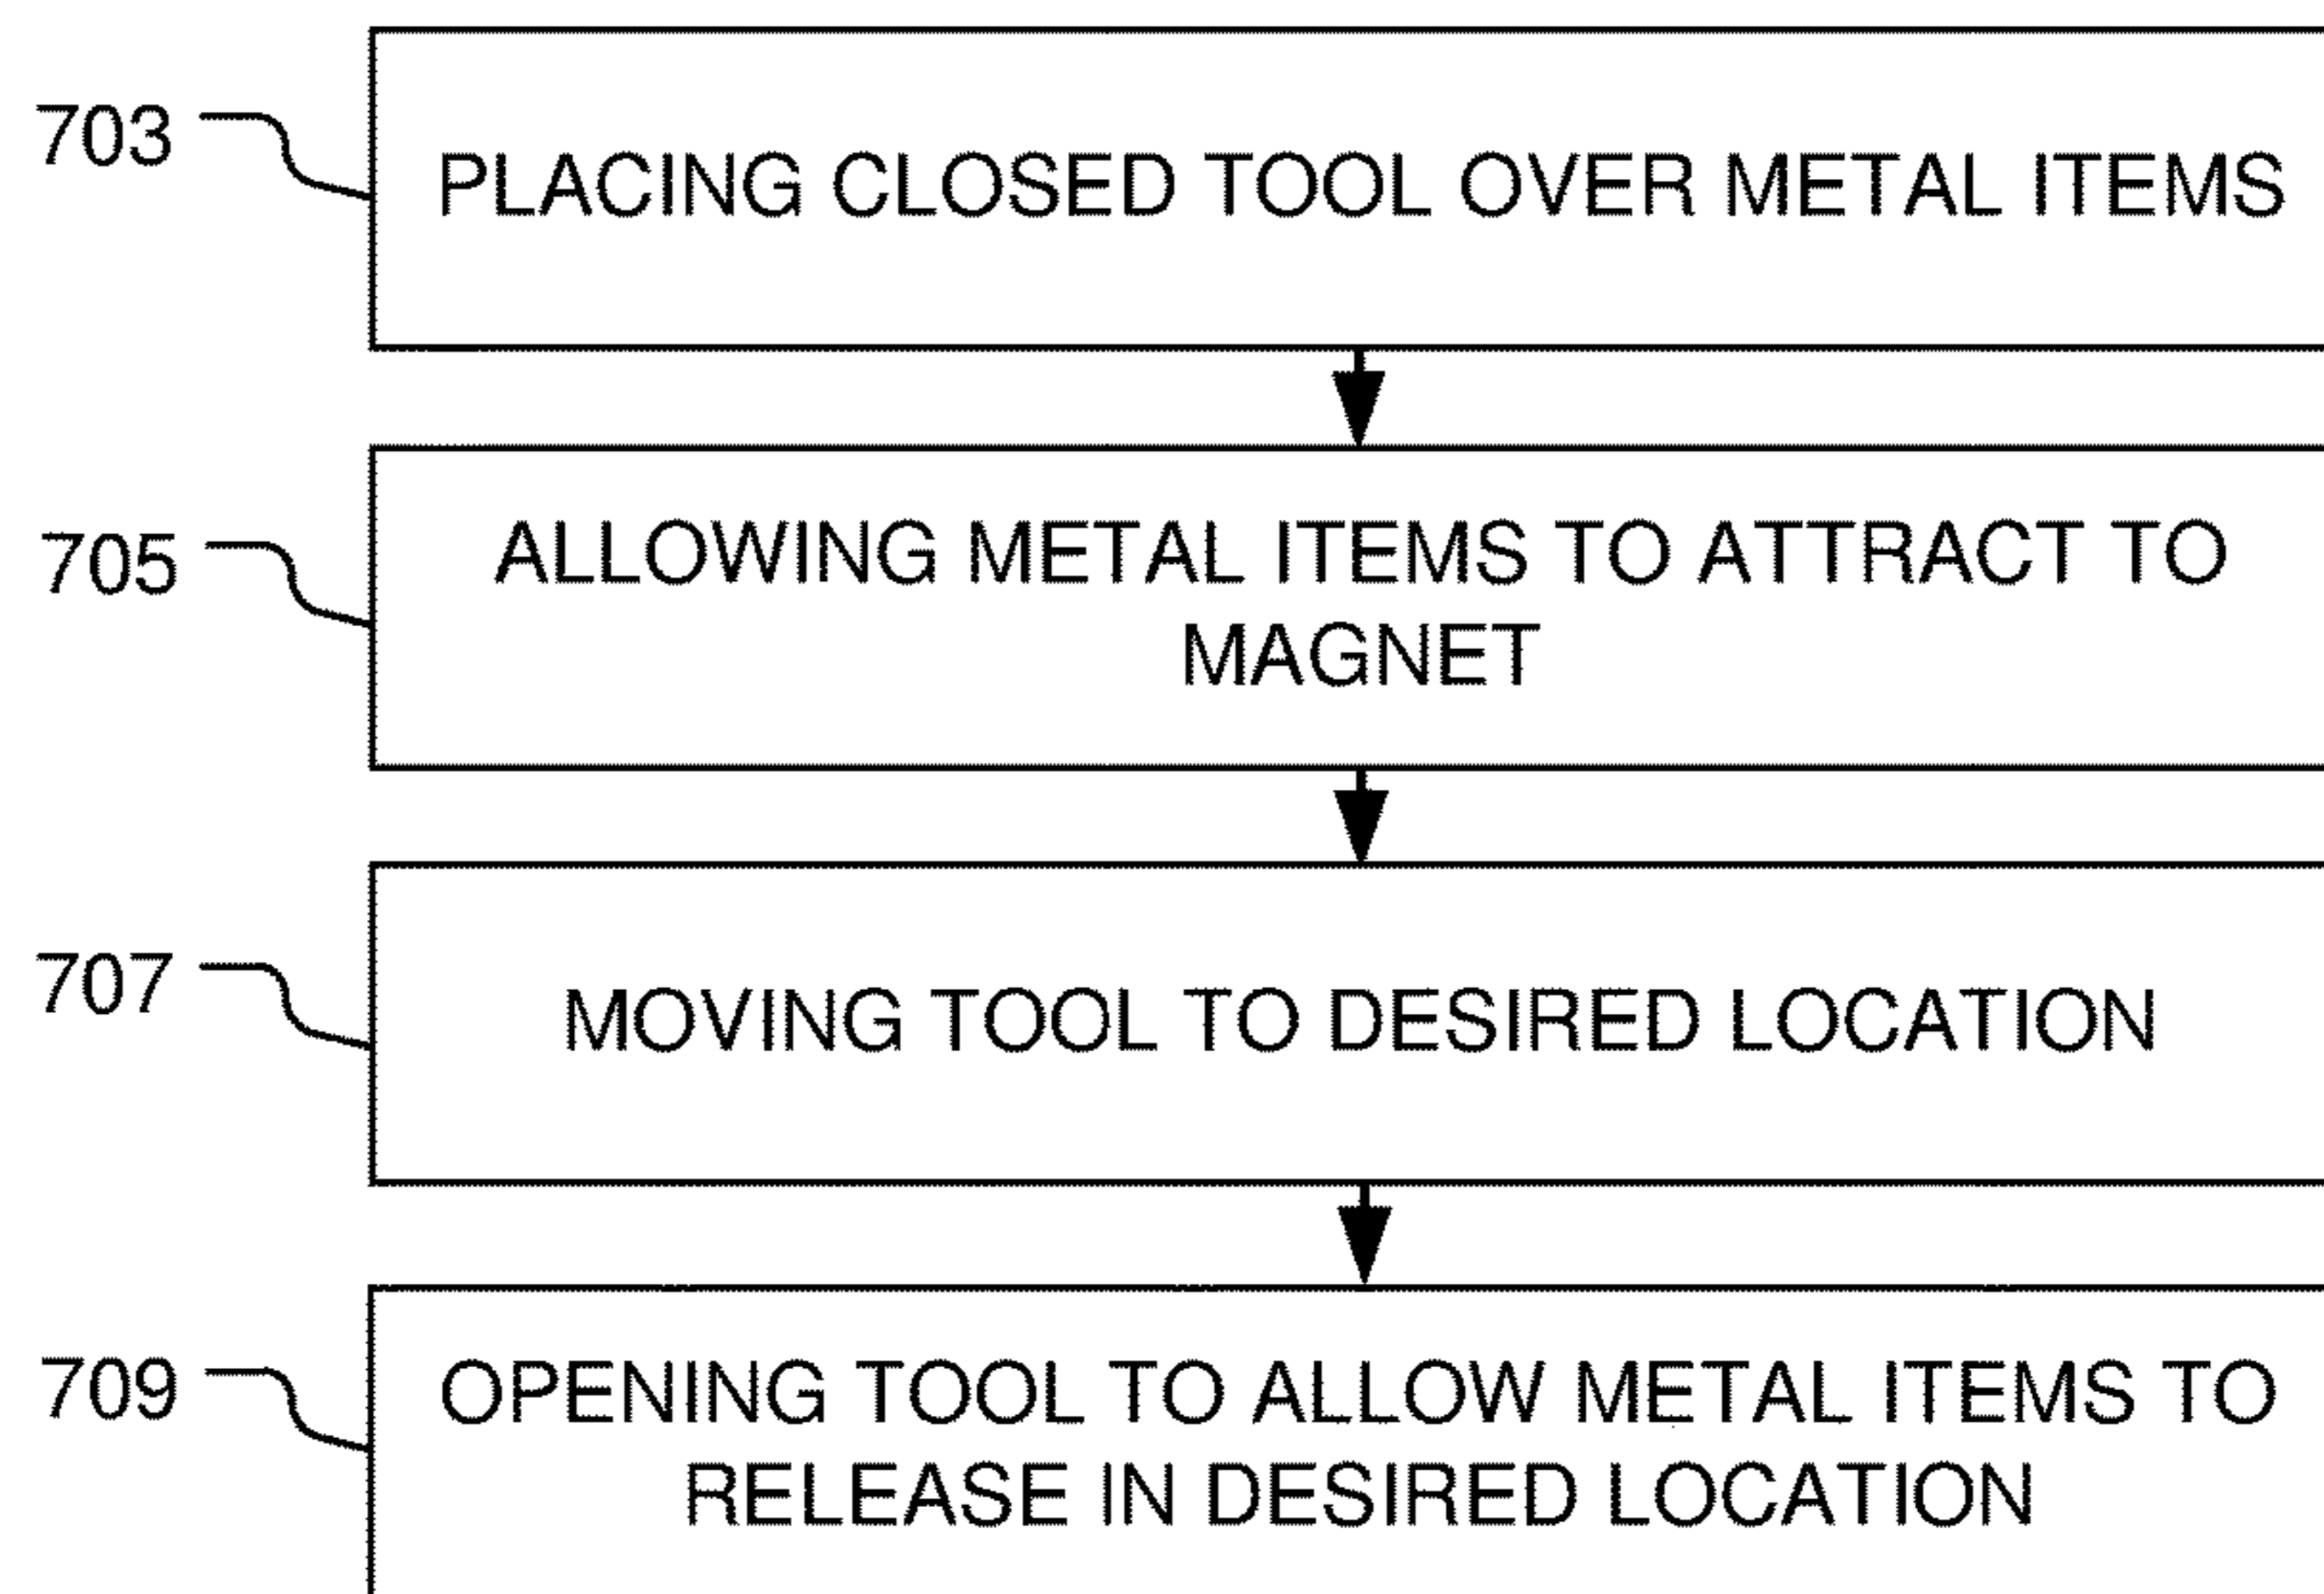 703
PLACING CLOSED TOOL OVER METAL ITEMS
705
ALLOWING METAL ITEMS TO ATTRACT TO
MAGNET
707
MOVING TOOL TO DESIRED LOCATION
709
OPENING TOOL TO ALLOW METAL ITEMS TO
RELEASE IN DESIRED LOCATION